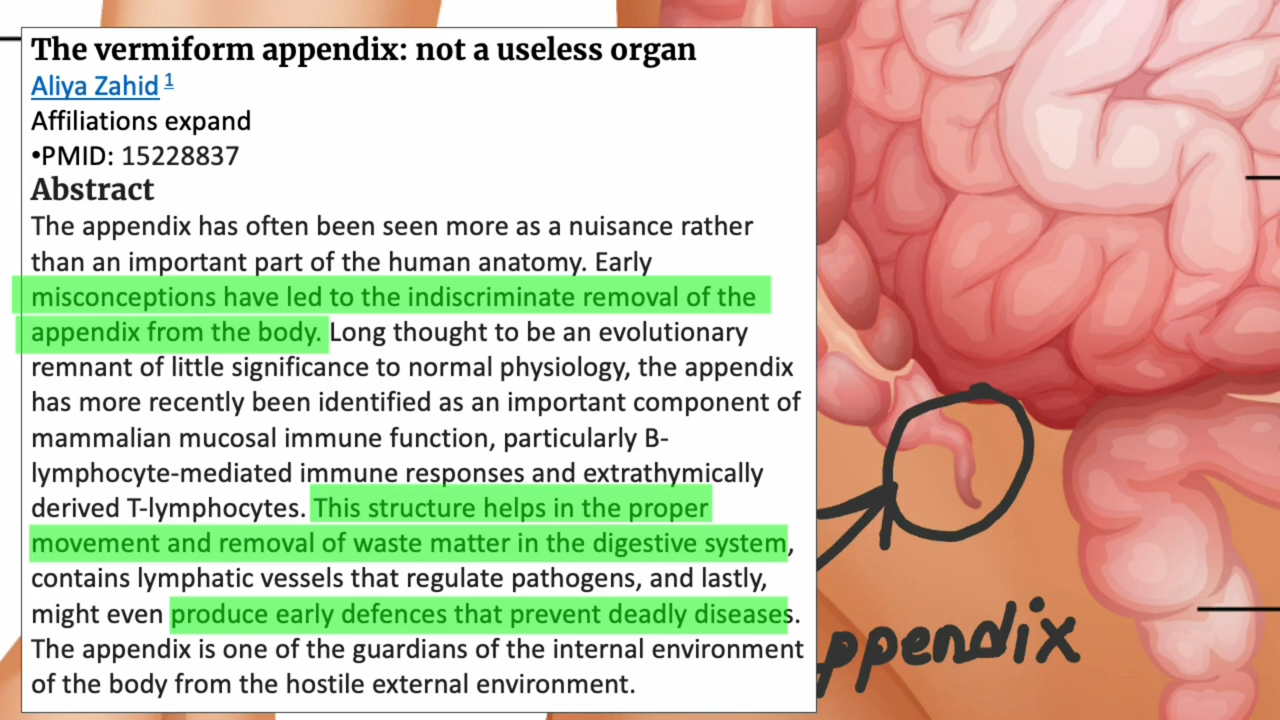 The vermiform appendix: not a useless organ
Aliya Zahid 1
Affiliations expand
•PMID: 15228837
Abstract
The appendix has often been seen more as a nuisance rather
than an important part of the human anatomy. Early
misconceptions have led to the indiscriminate removal of the
appendix from the body. Long thought to be an evolutionary
remnant of little significance to normal physiology, the appendix
has more recently been identified as an important component of
mammalian mucosal immune function, particularly B-
lymphocyte-mediated immune responses and extrathymically
derived T-lymphocytes. This structure helps in the proper
movement and removal of waste matter in the digestive system,
contains lymphatic vessels that regulate pathogens, and lastly,
might even produce early defences that prevent deadly diseases.
The appendix is one of the guardians of the internal environment
of the body from the hostile external environment.
ppendix